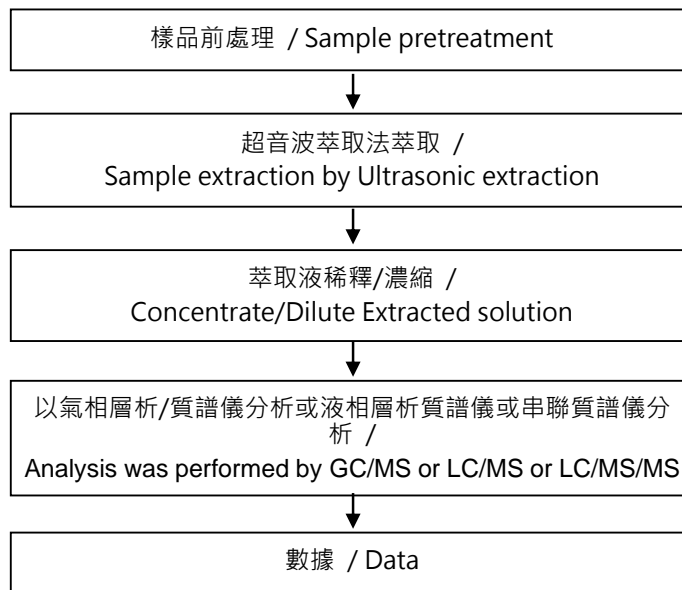 樣品前處理 / Sample pretreatment
超音波萃取法萃取 /
Sample extraction by Ultrasonic extraction
萃取液稀釋/濃縮 /
Concentrate/Dilute Extracted solution
以氣相層析/質譜儀分析或液相層析質譜儀或串聯質譜儀分
析 /
Analysis was performed by GC/MS or LC/MS or LC/MS/MS
數據 / Data